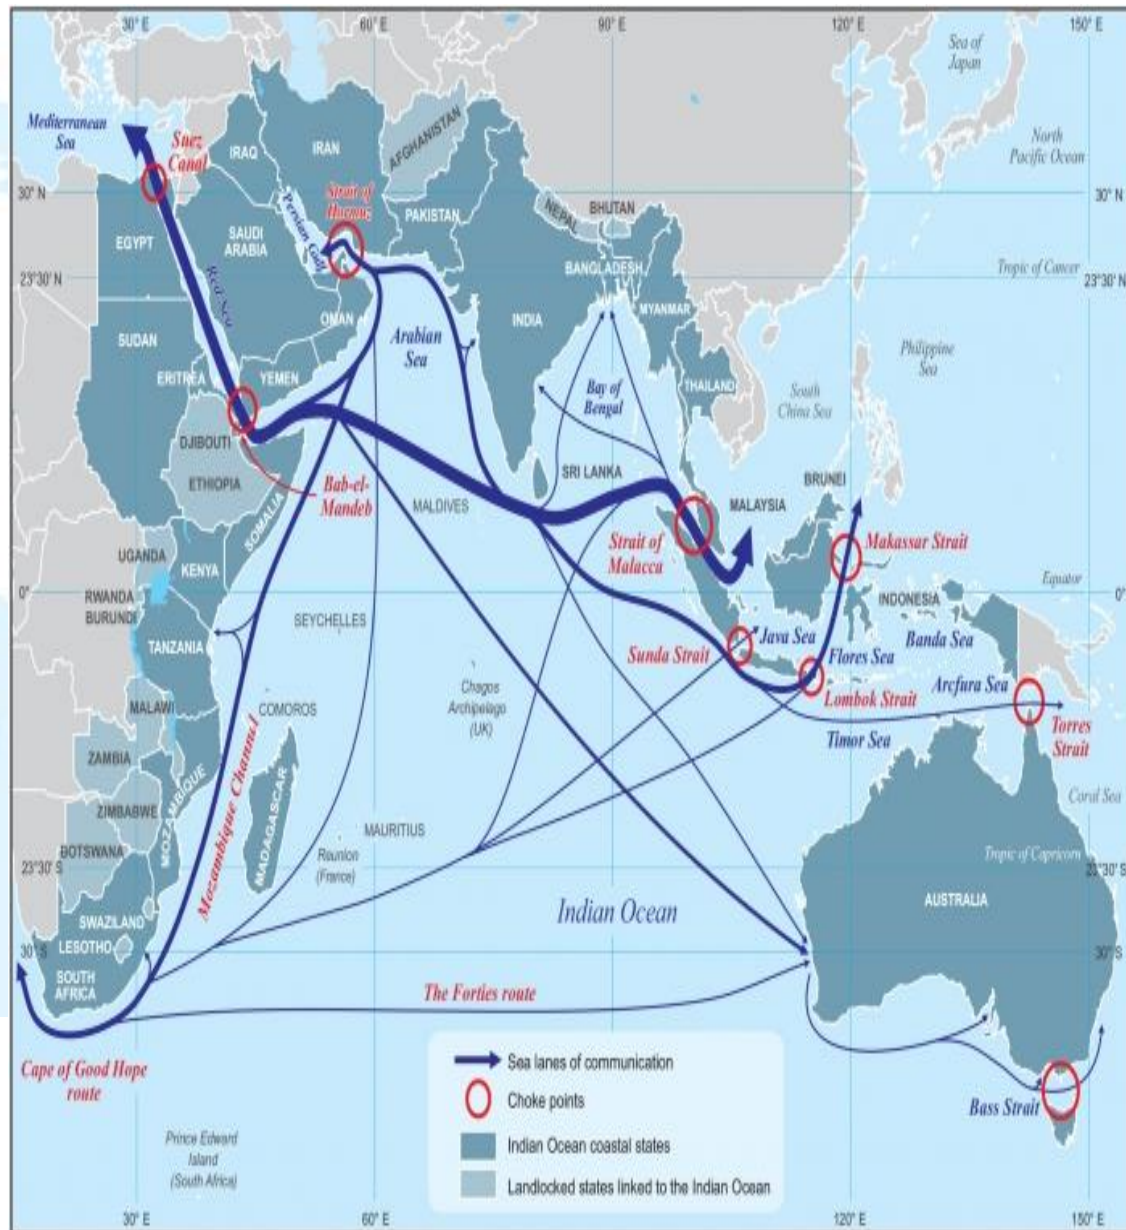 30° E
60° E
90° E
120° E
150° E
Sea of
Japan
Mediterranean
Sea
Suez
Canal
IRAQ
IRAN
AFGHANISTAN
North
Pacific Ocean
30° N
30° N
Strait of
Hormuz
Persian Gulf
PAKISTAN
NEPAL
BHUTAN
EGYPT
SAUDI
ARABIA
BANGLADESH
Tropic of Cancer
23°30' N
23°30' N
Red Sea
OMAN
INDIA
MYANMAR
SUDAN
Arabian
Sea
Philippine
Sea
ERITREA
YEMEN
Bay of
Bengal
THAILAND
South
China Sea
DJIBOUTI
ETHIOPIA
Bab-el-
Mandeb
SOMALIA
MALDIVES
SRI LANKA
BRUNEI
MALAYSIA
Strait of
Malacca
Makassar Strait
UGANDA
KENYA
Equator
0°
0°
RWANDA
BURUNDI
INDONESIA
SEYCHELLES
TANZANIA
Sunda Strait
Java Sea
Banda Sea
Flores Sea
Arcfura Sea
Lombok Strait
Chagos
Archipelago
(UK)
MALAWI
COMOROS
Timor Sea
Torres
Strait
ZAMBIA
Mozambique Channel
MOZAMBIQUE
ZIMBABWE
MADAGASCAR
MAURITIUS
Coral Sea
BOTSWANA
Reunion
(France)
Tropic of Capricorn
23°30' S
23°30' S
AUSTRALIA
SWAZILAND
Indian Ocean
LESOTHO
30° S
30° S
SOUTH
AFRICA
The Forties route
Cape of Good Hope
route
Sea lanes of communication
Choke points
Bass Strait
Indian Ocean coastal states
Prince Edward
Island
(South Africa)
Landlocked states linked to the Indian Ocean
30° E
60° E
120° E
150° E